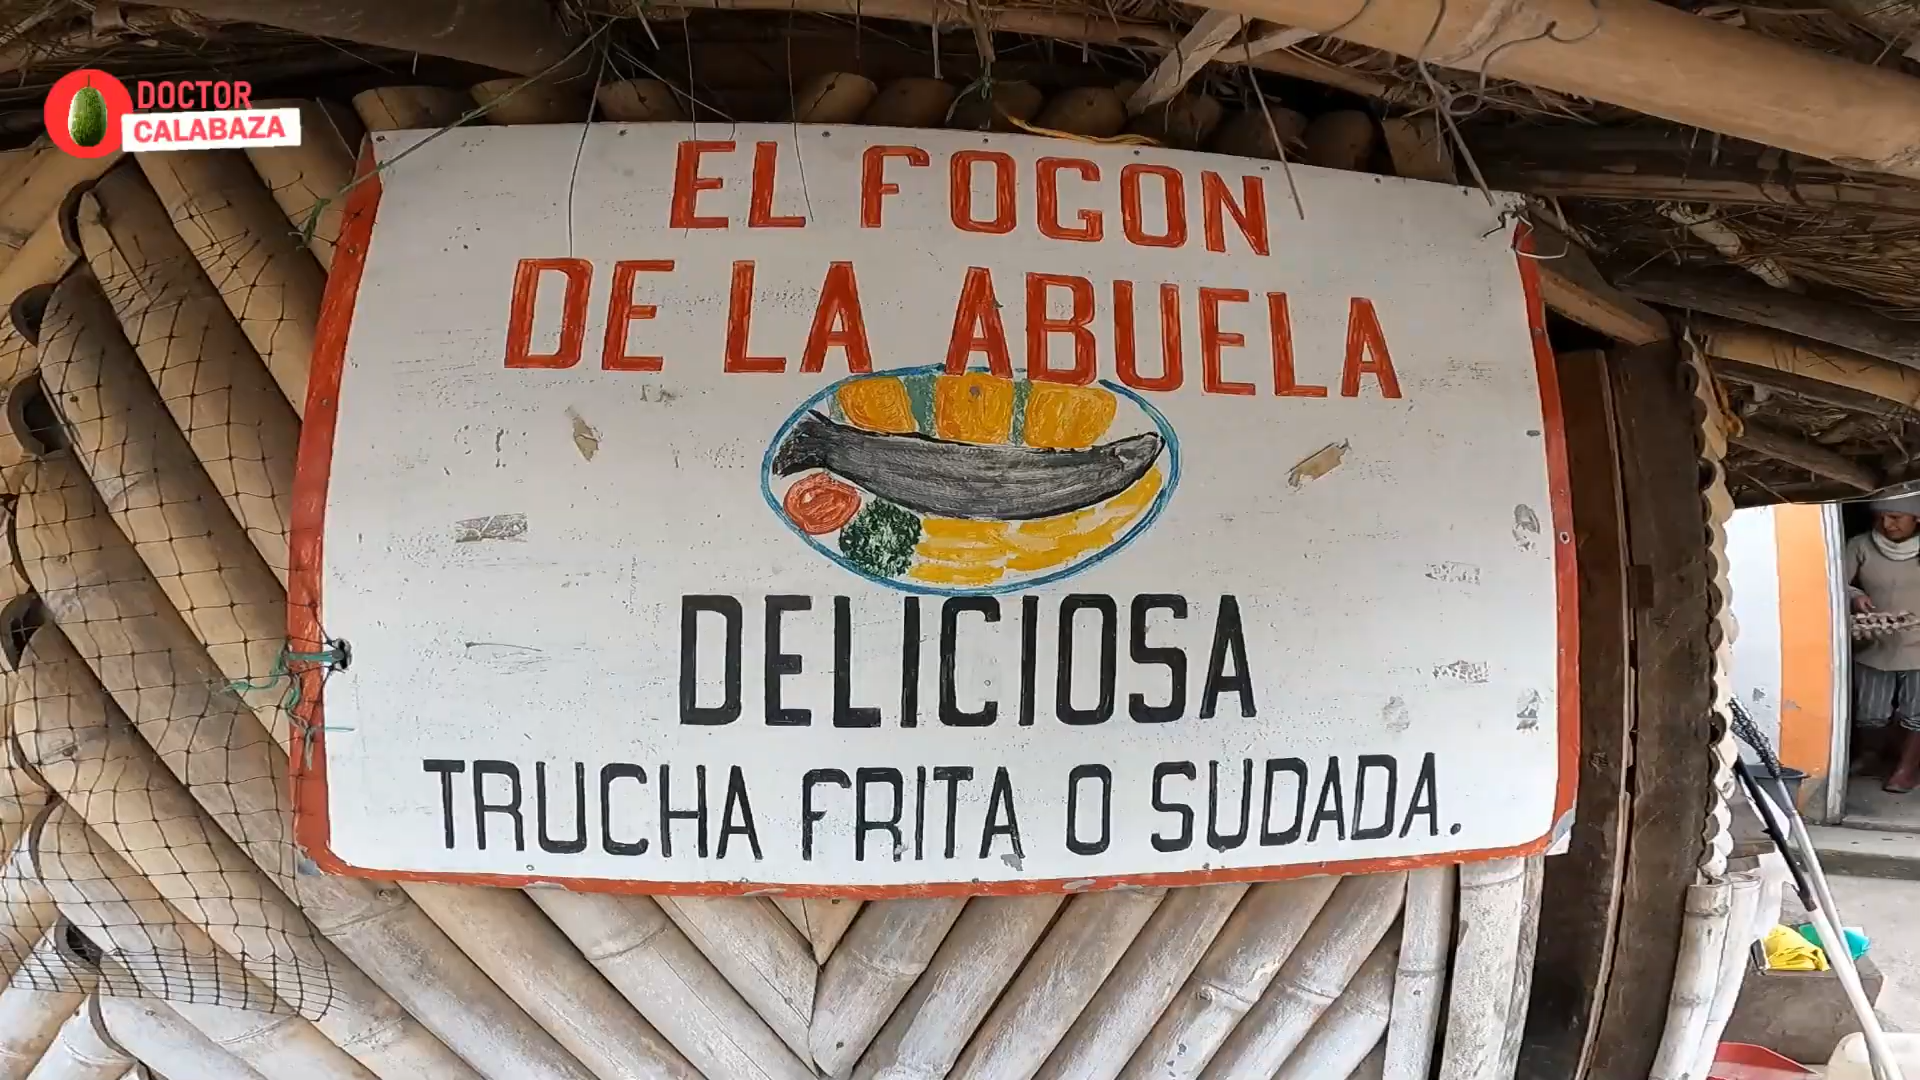 DOCTOR
CALABAZA
EL FOGON
DE LA ABUELA
DELICIOSA
TRUCHA FRITA O SUDADA.